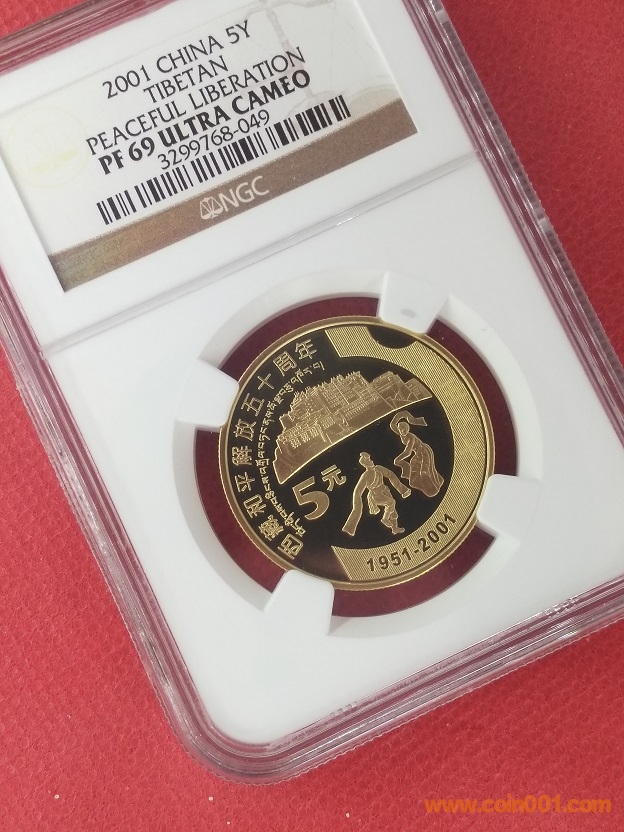 2001 CHINA 5Y
TIBETAN
PEACEFUL LIBERATION
PF 69 ULTRA CAMEO
3299768-049
NGC
西藏和平解放五十周年
5元
1951-2001
www.coin001.com